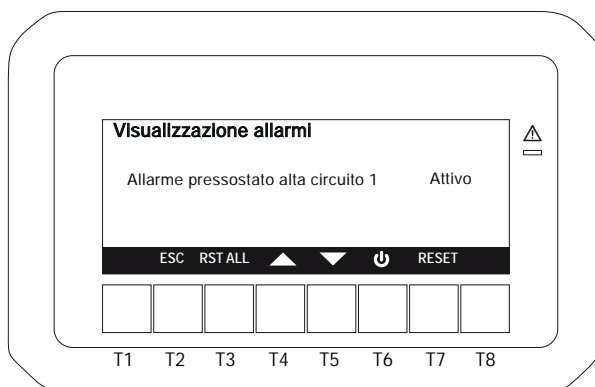 Visualizzazione allarmi
Allarme pressostato alta circuito 1 Attivo
ESC RST ALL RESET
T1 T2 T3 T4 T5 T6 T7 T8